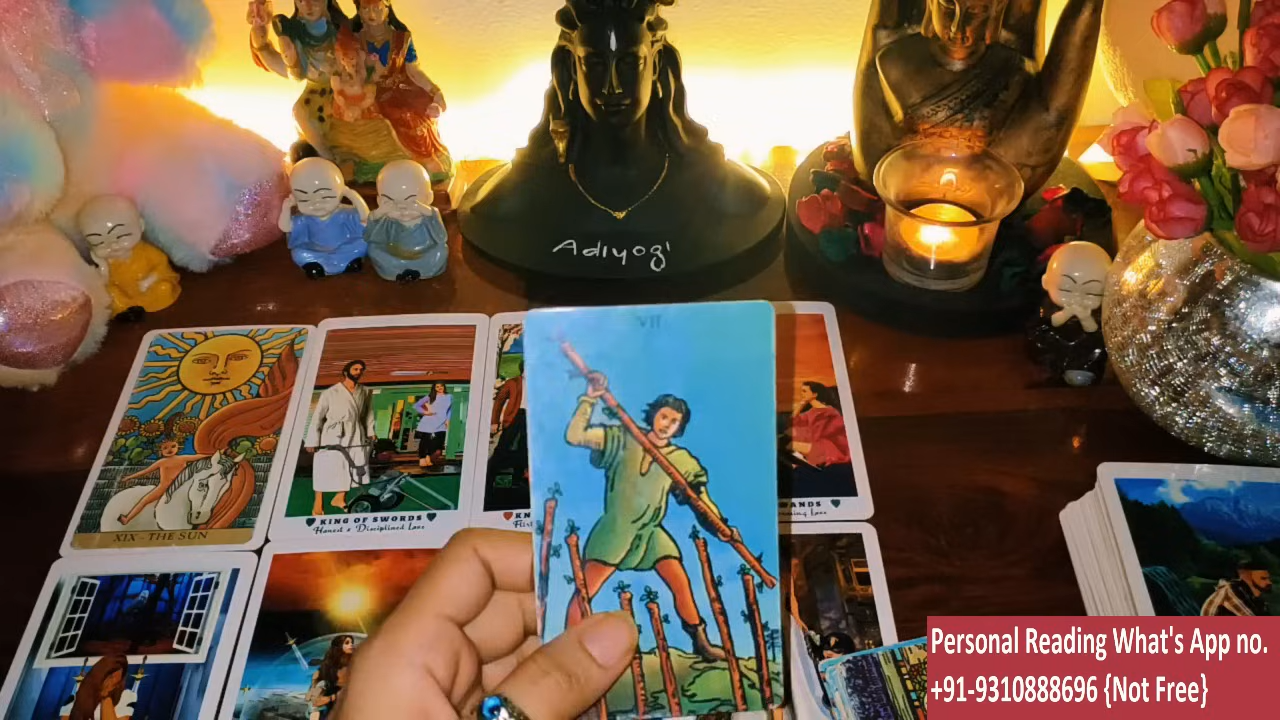 Adiyogi
VII
XIX - THE SUN
KING OF SWORDS
Honest & Disciplined Love
KN
Personal Reading What's App no.
+91-9310888696 {Not Free}